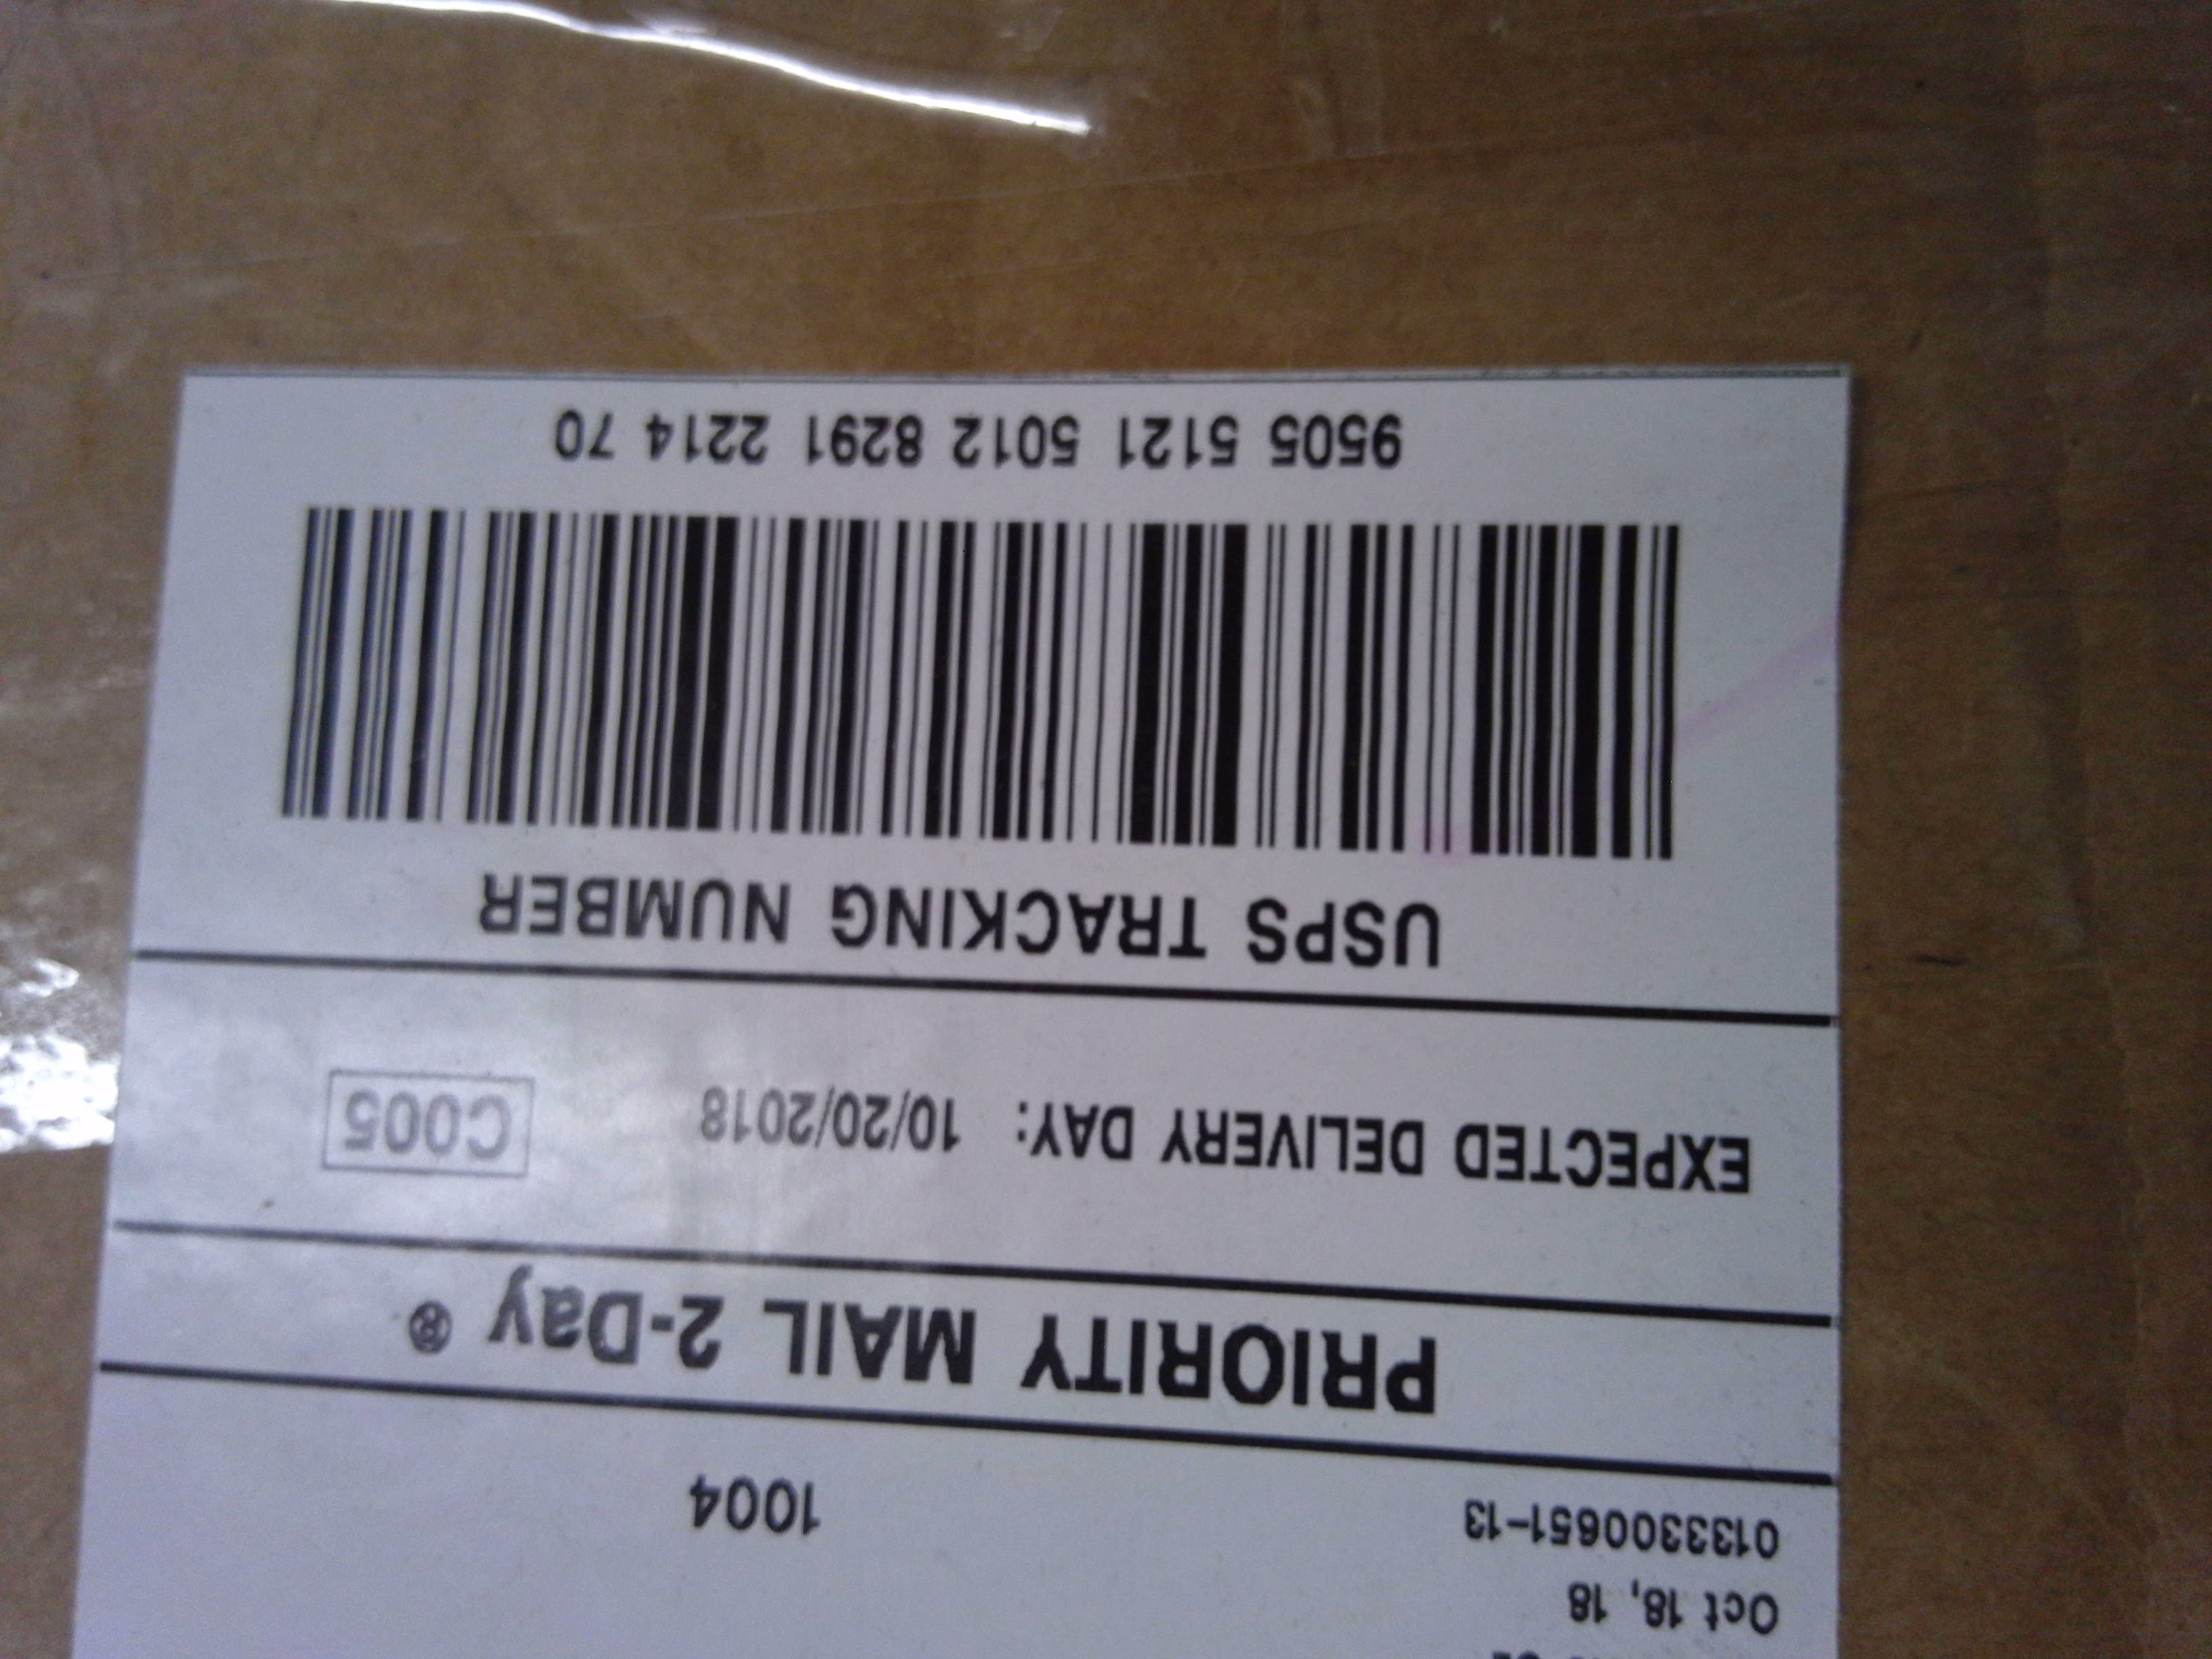 Oct 18, 18
0133300651-13
1004
PRIORITY MAIL 2-Day ®
EXPECTED DELIVERY DAY: 10/20/2018
C005
USPS TRACKING NUMBER
9505 5121 5012 8291 2214 70